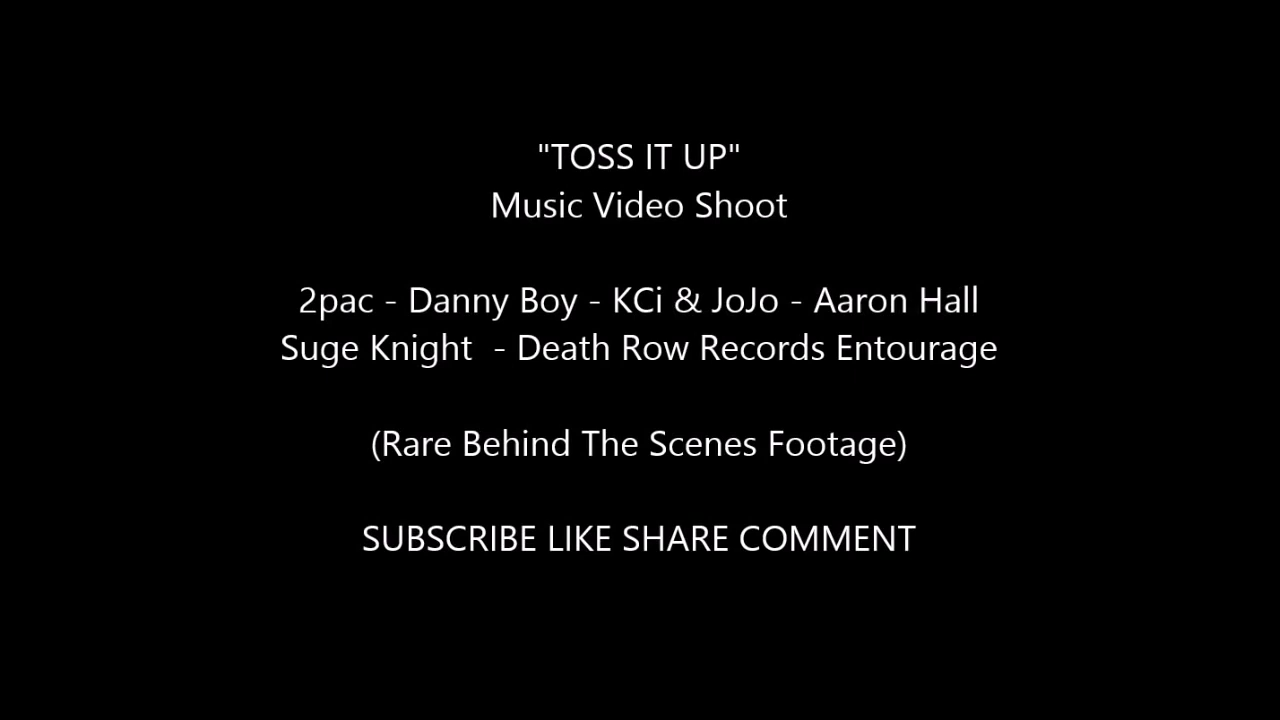 "TOSS IT UP"
Music Video Shoot
2pac - Danny Boy - KCi & JoJo - Aaron Hall
Suge Knight  - Death Row Records Entourage
(Rare Behind The Scenes Footage)
SUBSCRIBE LIKE SHARE COMMENT